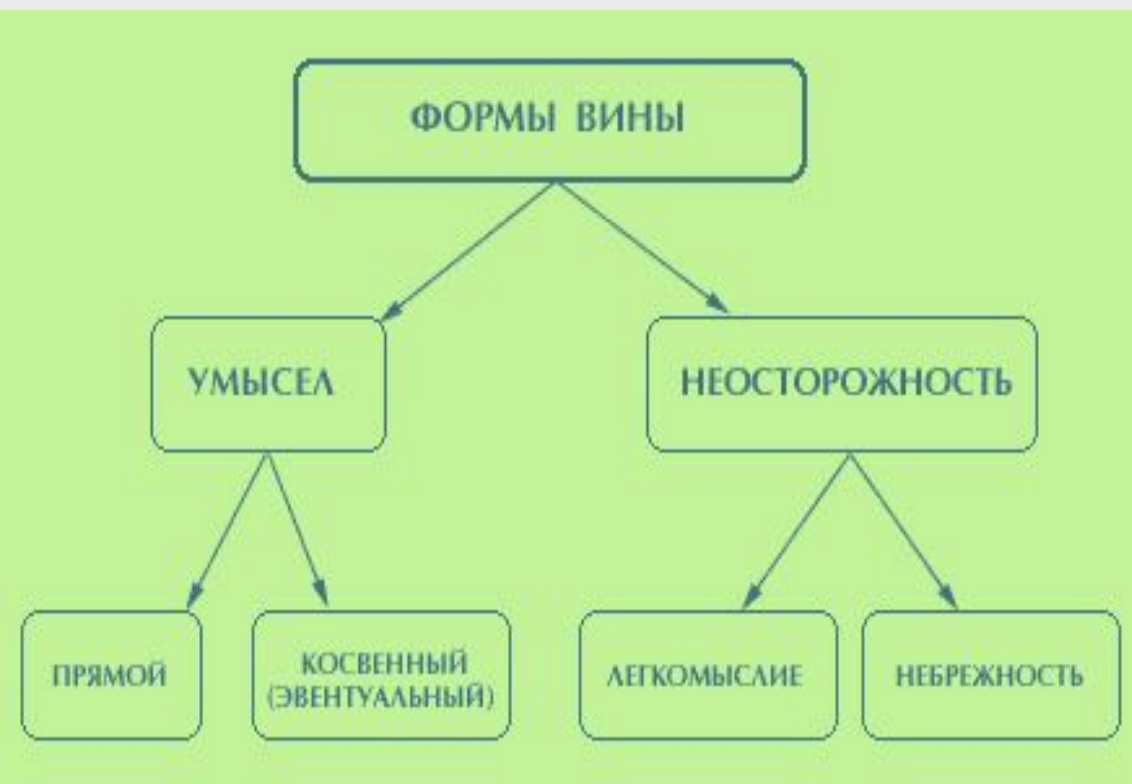 ФОРМЫ ВИНЫ
УМЫСЕЛ
НЕОСТОРОЖНОСТЬ
ПРЯМОЙ
КОСВЕННЫЙ
(ЭВЕНТУАЛЬНЫЙ)
ЛЕГКОМЫСЛИЕ
НЕБРЕЖНОСТЬ